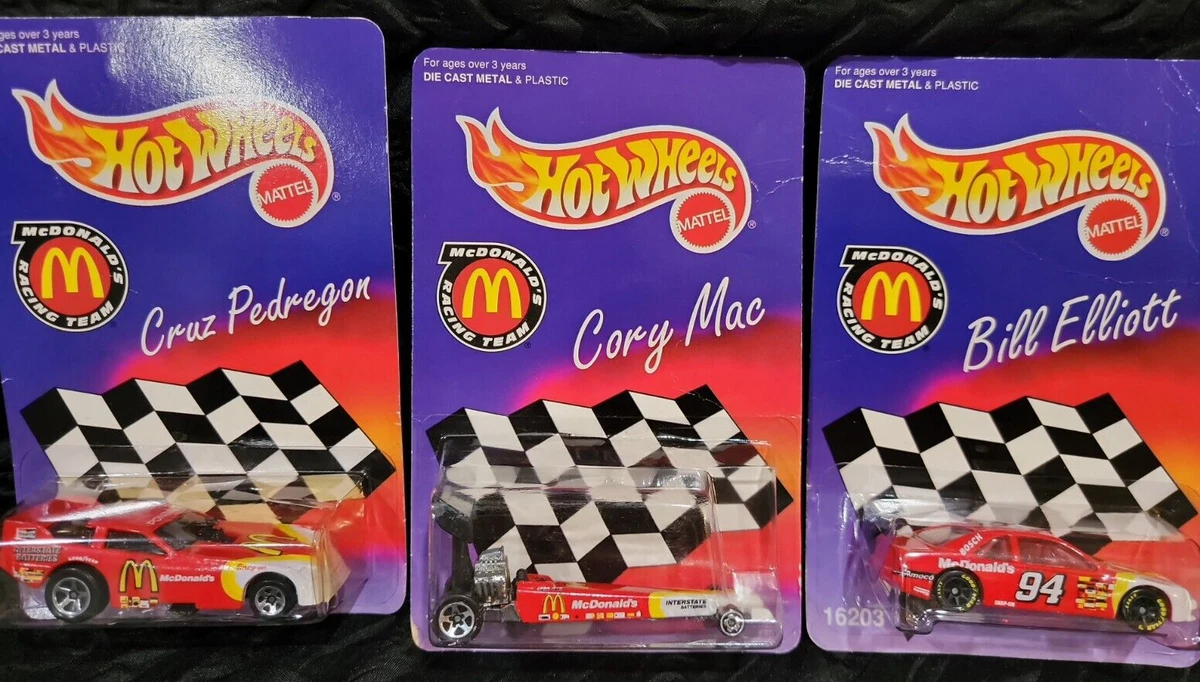 ges over 3 years
CAST METAL & PLASTIC
HOT WHEELS
MATTEL
®
McDONALD'S
RACING TEAM
Cruz Pedregon
INTERSTATE
BATTERIES
McDonald's
For ages over 3 years
DIE CAST METAL & PLASTIC
HOT WHEELS
MATTEL
®
McDONALD'S
RACING TEAM
Cory Mac
McDonald's
INTERSTATE
BATTERIES
For ages over 3 years
DIE CAST METAL & PLASTIC
HOT WHEELS
MATTEL
®
McDONALD'S
RACING TEAM
Bill Elliott
BOSCH
McDonald's
Amoco
94
16203